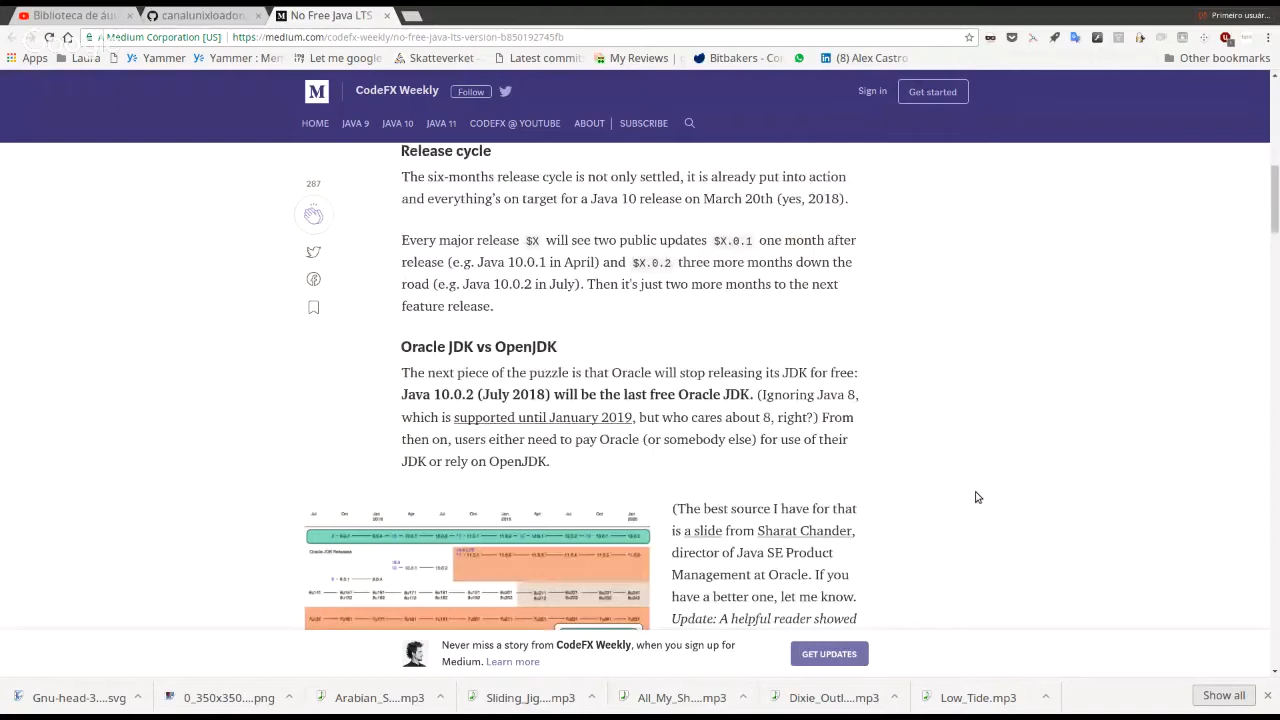 Biblioteca de áu
canalunixloadon.
No Free Java LTS
Primeiro usuár...
Medium Corporation [US] | https://medium.com/codefx-weekly/no-free-java-lts-version-b850192745fb
Apps
Laura
Yammer
Yammer : Mem
Let me google
Skatteverket -
Latest commits
My Reviews | g
Bitbakers - Con
(8) Alex Castro
Other bookmarks
M
CodeFX Weekly
Follow
Sign in
Get started
HOME
JAVA 9
JAVA 10
JAVA 11
CODEFX @ YOUTUBE
ABOUT
SUBSCRIBE
Release cycle
287
The six-months release cycle is not only settled, it is already put into action
and everything's on target for a Java 10 release on March 20th (yes, 2018).
Every major release $X will see two public updates $X.0.1 one month after
release (e.g. Java 10.0.1 in April) and $X.0.2 three more months down the
road (e.g. Java 10.0.2 in July). Then it's just two more months to the next
feature release.
Oracle JDK vs OpenJDK
The next piece of the puzzle is that Oracle will stop releasing its JDK for free:
Java 10.0.2 (July 2018) will be the last free Oracle JDK. (Ignoring Java 8,
which is supported until January 2019, but who cares about 8, right?) From
then on, users either need to pay Oracle (or somebody else) for use of their
JDK or rely on OpenJDK.
Oracle JDK Releases
(The best source I have for that
is a slide from Sharat Chander,
director of Java SE Product
Management at Oracle. If you
have a better one, let me know.
Update: A helpful reader showed
Never miss a story from CodeFX Weekly, when you sign up for
Medium. Learn more
GET UPDATES
Gnu-head-3....svg
0_350x350....png
Arabian_S....mp3
Sliding_Jig....mp3
All_My_Sh....mp3
Dixie_Outl....mp3
Low_Tide.mp3
Show all